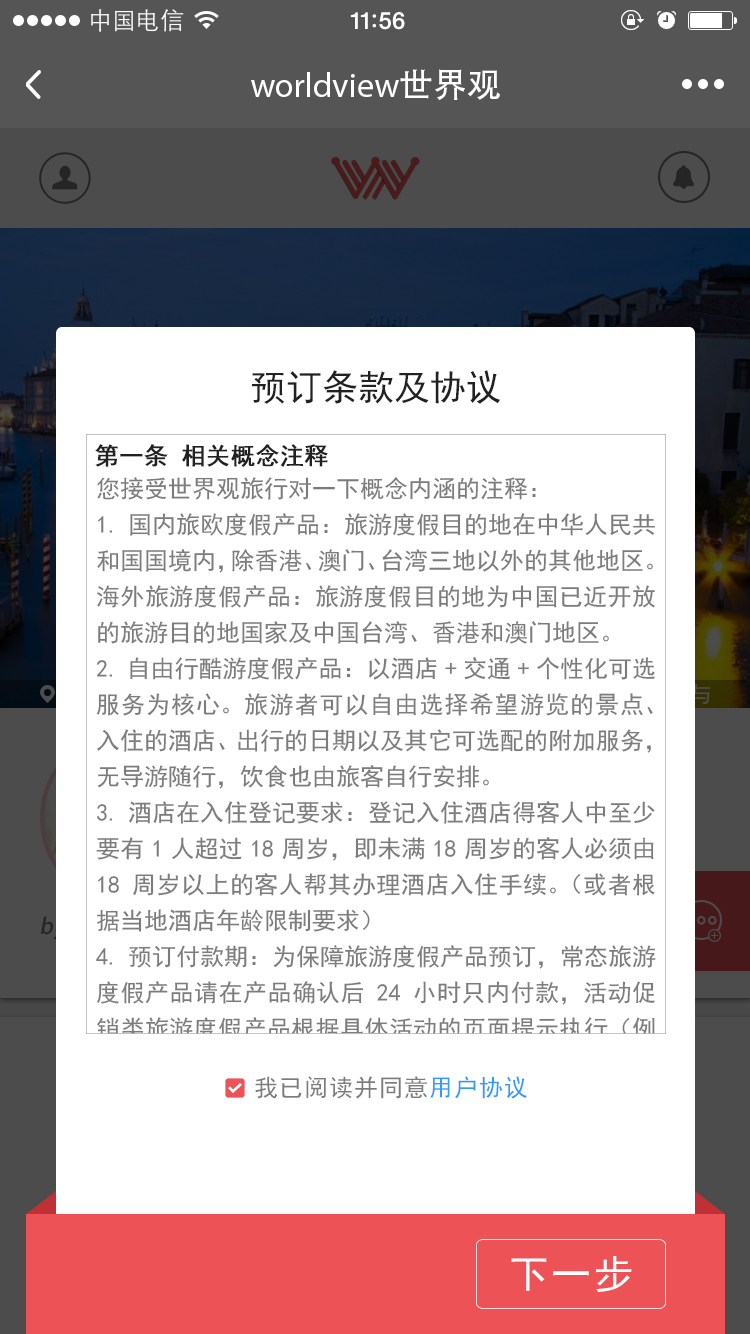 中国电信
11:56
worldview世界观
预订条款及协议
第一条 相关概念注释
您接受世界观旅行对一下概念内涵的注释：
1. 国内旅欧度假产品：旅游度假目的地在中华人民共
和国国境内，除香港、澳门、台湾三地以外的其他地区。
海外旅游度假产品：旅游度假目的地为中国已近开放
的旅游目的地国家及中国台湾、香港和澳门地区。
2. 自由行酷游度假产品：以酒店 + 交通 + 个性化可选
服务为核心。旅游者可以自由选择希望游览的景点、
入住的酒店、出行的日期以及其它可选配的附加服务，
无导游随行，饮食也由旅客自行安排。
3. 酒店在入住登记要求：登记入住酒店得客人中至少
要有 1 人超过 18 周岁，即未满 18 周岁的客人必须由
18 周岁以上的客人帮其办理酒店入住手续。（或者根
据当地酒店年龄限制要求）
4. 预订付款期：为保障旅游度假产品预订，常态旅游
度假产品请在产品确认后 24 小时只内付款，活动促
销类旅游度假产品根据具体活动的页面提示执行（例
与
我已阅读并同意用户协议
下一步